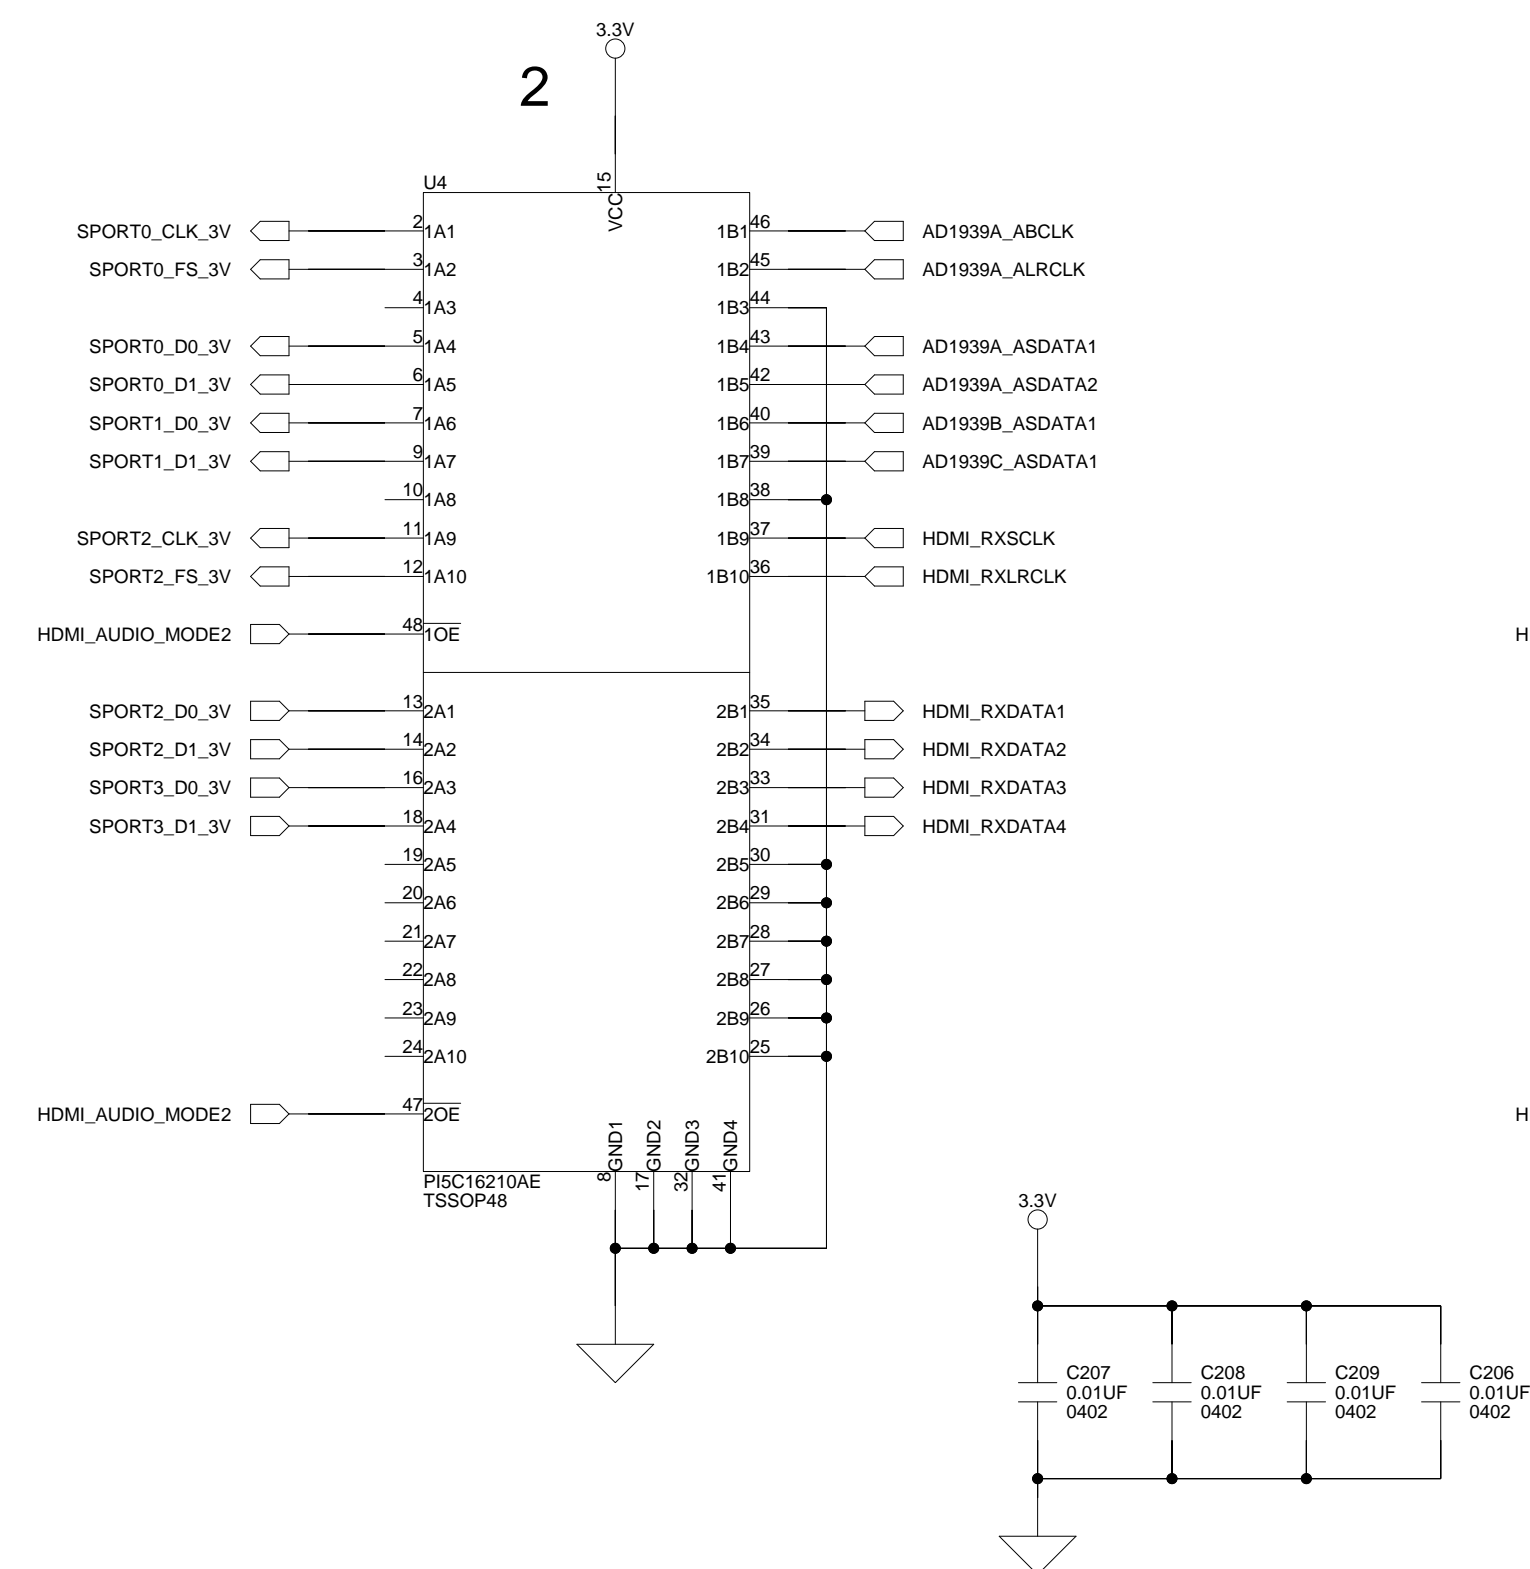 3.3V
2
U4
15
VCC
SPORT0_CLK_3V 2 1A1 1B1 46 AD1939A_ABCLK
SPORT0_FS_3V 3 1A2 1B2 45 AD1939A_ALRCLK
4 1A3 1B3 44
SPORT0_D0_3V 5 1A4 1B4 43 AD1939A_ASDATA1
SPORT0_D1_3V 6 1A5 1B5 42 AD1939A_ASDATA2
SPORT1_D0_3V 7 1A6 1B6 40 AD1939B_ASDATA1
SPORT1_D1_3V 9 1A7 1B7 39 AD1939C_ASDATA1
10 1A8 1B8 38
SPORT2_CLK_3V 11 1A9 1B9 37 HDMI_RXSCLK
SPORT2_FS_3V 12 1A10 1B10 36 HDMI_RXLRCLK
HDMI_AUDIO_MODE2 48 1OE H
SPORT2_D0_3V 13 2A1 2B1 35 HDMI_RXDATA1
SPORT2_D1_3V 14 2A2 2B2 34 HDMI_RXDATA2
SPORT3_D0_3V 16 2A3 2B3 33 HDMI_RXDATA3
SPORT3_D1_3V 18 2A4 2B4 31 HDMI_RXDATA4
19 2A5 2B5 30
20 2A6 2B6 29
21 2A7 2B7 28
22 2A8 2B8 27
23 2A9 2B9 26
24 2A10 2B10 25
HDMI_AUDIO_MODE2 47 2OE H
GND1 GND2 GND3 GND4
8 17 32 41
PI5C16210AE
TSSOP48
3.3V
C207 C208 C209 C206
0.01UF 0.01UF 0.01UF 0.01UF
0402 0402 0402 0402